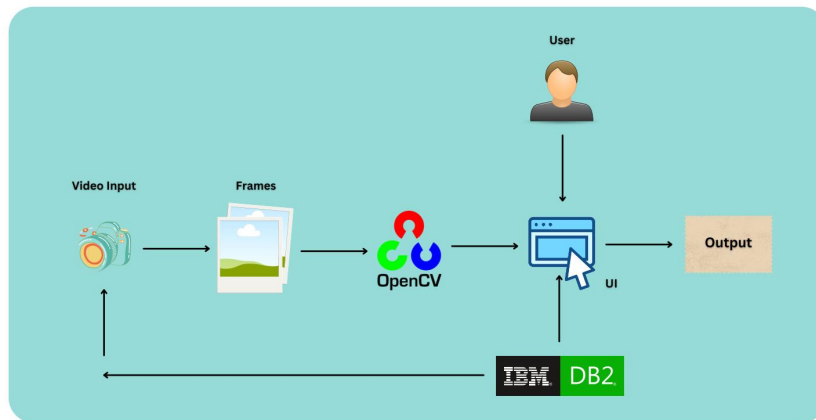 User
Video Input
Frames
OpenCV
UI
Output
IBM DB2